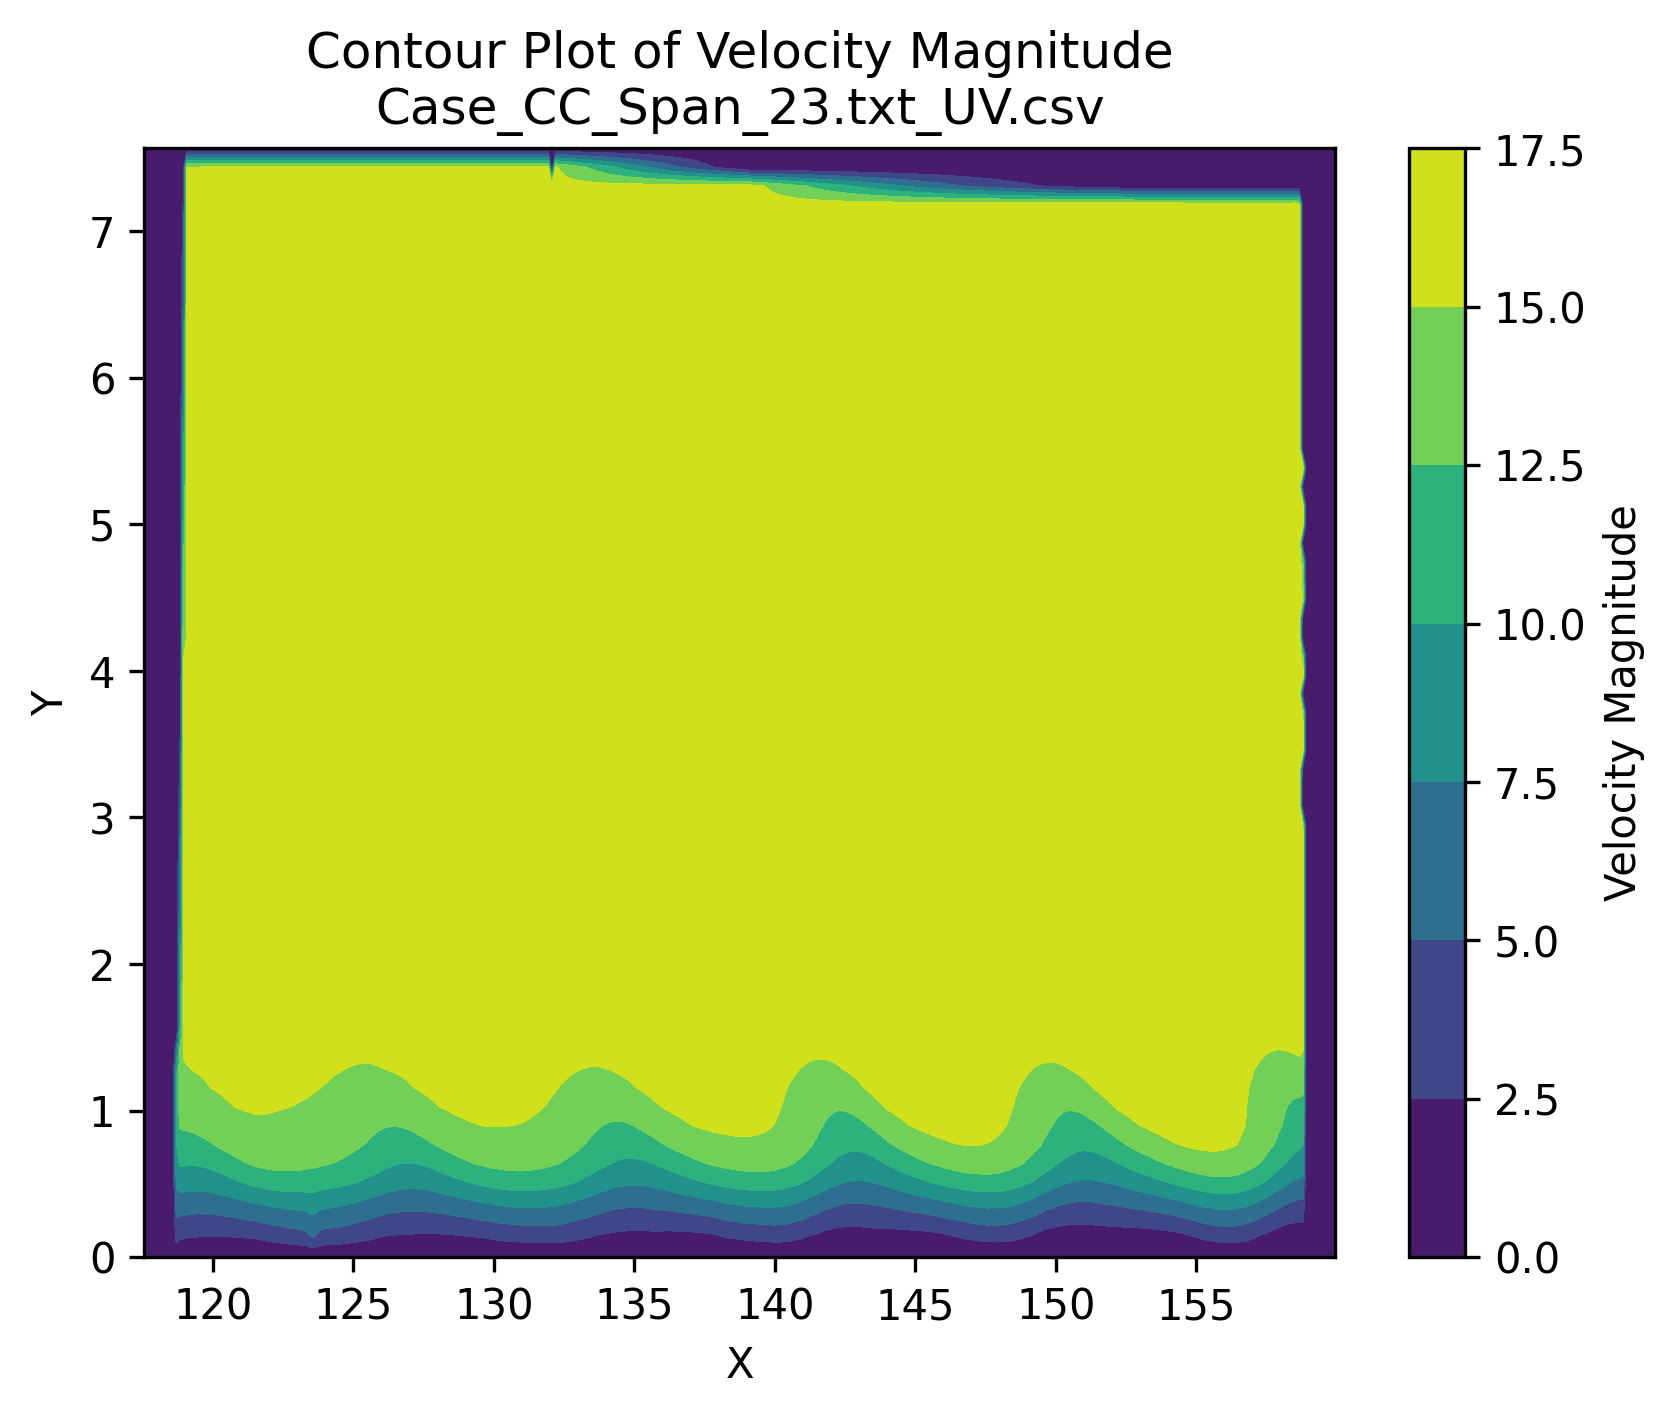 Contour Plot of Velocity Magnitude
Case_CC_Span_23.txt_UV.csv
7
6
5
4
3
2
1
0
Y
120 125 130 135 140 145 150 155
X
17.5
15.0
12.5
10.0
7.5
5.0
2.5
0.0
Velocity Magnitude